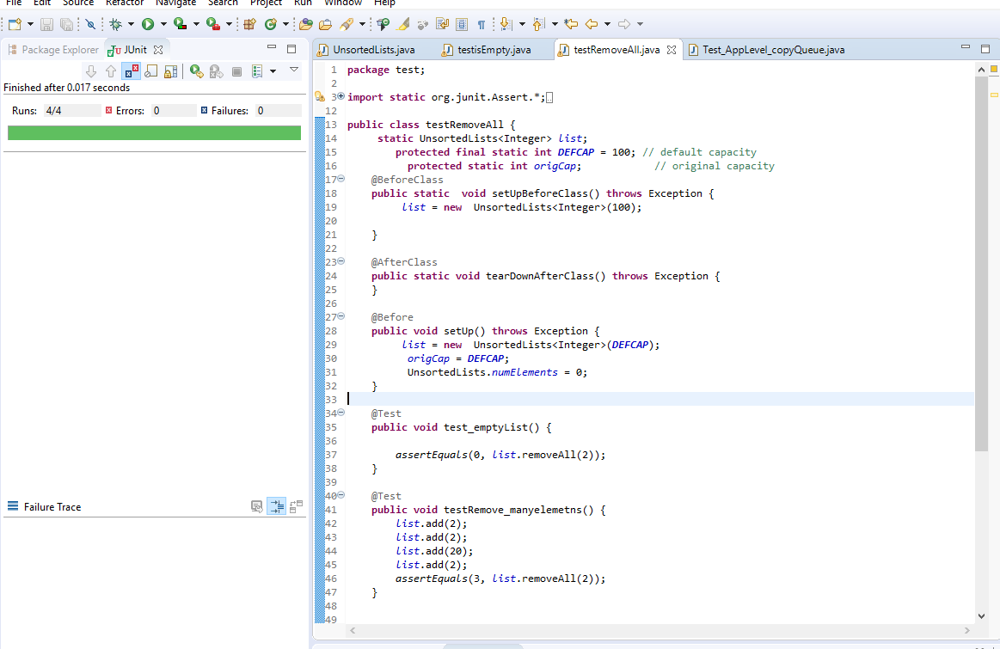 File Edit Source Refactor Navigate Search Project Run Window Help
Package Explorer JUnit
Finished after 0.017 seconds
Runs: 4/4 Errors: 0 Failures: 0
Failure Trace
UnsortedLists.java testisEmpty.java testRemoveAll.java Test_AppLevel_copyQueue.java
1 package test;
2
3 import static org.junit.Assert.*;
12
13 public class testRemoveAll {
14 static UnsortedLists<Integer> list;
15 protected final static int DEFCAP = 100; // default capacity
16 protected static int origCap; // original capacity
17 @BeforeClass
18 public static void setUpBeforeClass() throws Exception {
19 list = new UnsortedLists<Integer>(100);
20
21 }
22
23 @AfterClass
24 public static void tearDownAfterClass() throws Exception {
25 }
26
27 @Before
28 public void setUp() throws Exception {
29 list = new UnsortedLists<Integer>(DEFCAP);
30 origCap = DEFCAP;
31 UnsortedLists.numElements = 0;
32 }
33
34 @Test
35 public void test_emptyList() {
36
37 assertEquals(0, list.removeAll(2));
38 }
39
40 @Test
41 public void testRemove_manyelemetns() {
42 list.add(2);
43 list.add(2);
44 list.add(20);
45 list.add(2);
46 assertEquals(3, list.removeAll(2));
47 }
48
49